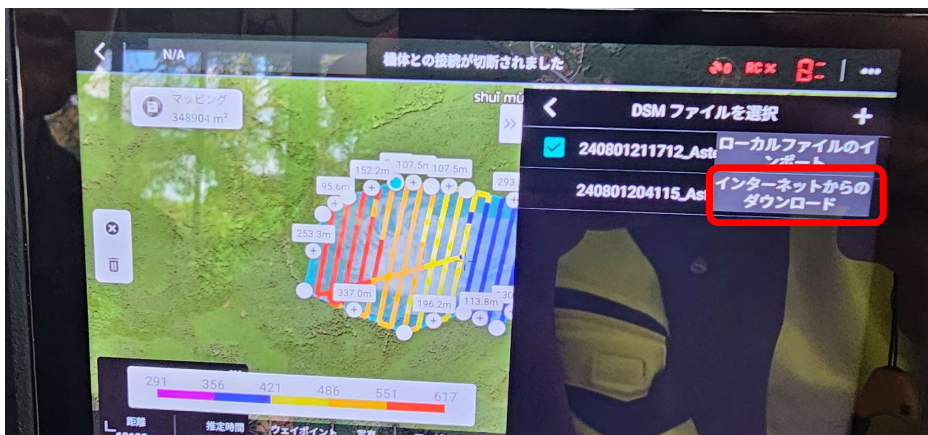 N/A
機体との接続が切断されました
RC
マッピング
348904 m²
shuǐ mù
DSM ファイルを選択
240801211712_Aste
ローカルファイルのイ
ンポート
240801204115_Ast
インターネットからの
ダウンロード
152.2m
107.5m
107.5m
95.6m
293.
253.3m
337.0m
196.2m
113.8m
291
356
421
486
551
617
距離
推定時間
ウェイポイント
写真